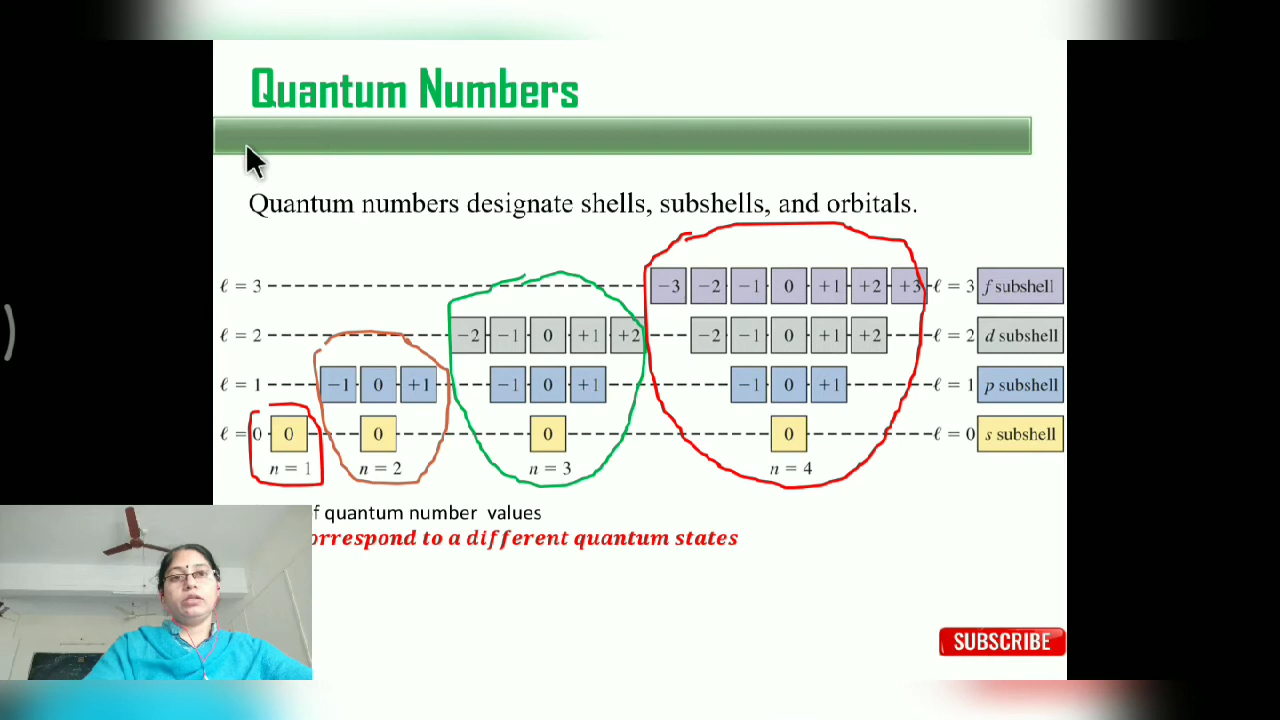 Quantum Numbers
Quantum numbers designate shells, subshells, and orbitals.
ℓ = 3 −3 −2 −1 0 +1 +2 +3 ℓ = 3 f subshell
ℓ = 2 −2 −1 0 +1 +2 −2 −1 0 +1 +2 ℓ = 2 d subshell
ℓ = 1 −1 0 +1 −1 0 +1 −1 0 +1 ℓ = 1 p subshell
ℓ = 0 0 0 0 0 ℓ = 0 s subshell
n = 1 n = 2 n = 3 n = 4
f quantum number values
orrespond to a different quantum states
SUBSCRIBE